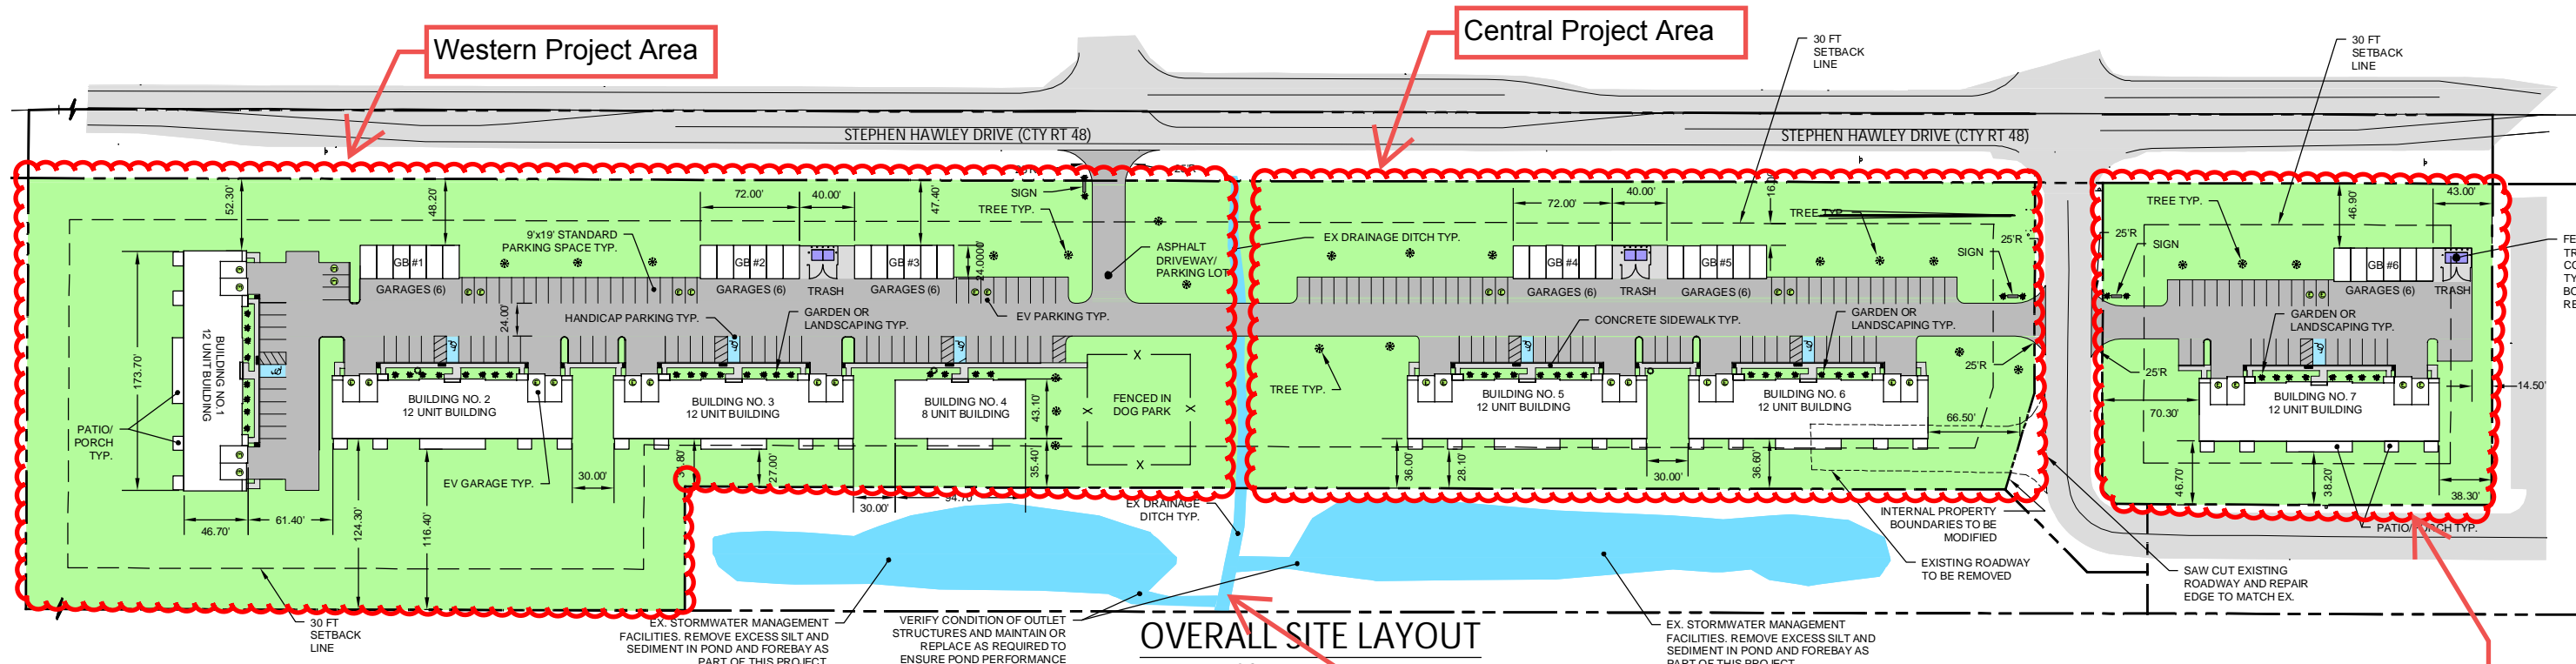 Western Project Area
Central Project Area
30 FT
SETBACK
LINE
30 FT
SETBACK
LINE
STEPHEN HAWLEY DRIVE (CTY RT 48)
STEPHEN HAWLEY DRIVE (CTY RT 48)
52.30'
48.20'
72.00'
40.00'
47.40'
SIGN
TREE TYP.
9'x19' STANDARD
PARKING SPACE TYP.
GB #1
GARAGES (6)
GB #2
GARAGES (6)
TRASH
GB #3
GARAGES (6)
24.000'
ASPHALT
DRIVEWAY/
PARKING LOT
EX DRAINAGE DITCH TYP.
72.00'
40.00'
TREE TYP.
25'R
SIGN
GB #4
GARAGES (6)
TRASH
GB #5
GARAGES (6)
TREE TYP.
46.90'
43.00'
25'R
SIGN
GB #6
GARAGES (6)
TRASH
24.00'
HANDICAP PARKING TYP.
GARDEN OR
LANDSCAPING TYP.
EV PARKING TYP.
CONCRETE SIDEWALK TYP.
GARDEN OR
LANDSCAPING TYP.
GARDEN OR
LANDSCAPING TYP.
173.70'
BUILDING NO.1
12 UNIT BUILDING
BUILDING NO. 2
12 UNIT BUILDING
BUILDING NO. 3
12 UNIT BUILDING
BUILDING NO. 4
8 UNIT BUILDING
43.10'
X
X
FENCED IN
DOG PARK
X
X
TREE TYP.
BUILDING NO. 5
12 UNIT BUILDING
BUILDING NO. 6
12 UNIT BUILDING
25'R
66.50'
25'R
70.30'
BUILDING NO. 7
12 UNIT BUILDING
14.50'
PATIO/
PORCH
TYP.
EV GARAGE TYP.
30.00'
27.00'
35.40'
36.00'
28.10'
30.00'
36.60'
46.70'
38.20'
38.30'
46.70'
61.40'
124.30'
116.40'
30.00'
94.70'
EX DRAINAGE
DITCH TYP.
INTERNAL PROPERTY
BOUNDARIES TO BE
MODIFIED
EXISTING ROADWAY
TO BE REMOVED
SAW CUT EXISTING
ROADWAY AND REPAIR
EDGE TO MATCH EX.
30 FT
SETBACK
LINE
EX. STORMWATER MANAGEMENT
FACILITIES. REMOVE EXCESS SILT AND
SEDIMENT IN POND AND FOREBAY AS
PART OF THIS PROJECT.
VERIFY CONDITION OF OUTLET
STRUCTURES AND MAINTAIN OR
REPLACE AS REQUIRED TO
ENSURE POND PERFORMANCE
OVERALL SITE LAYOUT
EX. STORMWATER MANAGEMENT
FACILITIES. REMOVE EXCESS SILT AND
SEDIMENT IN POND AND FOREBAY AS
PART OF THIS PROJECT.